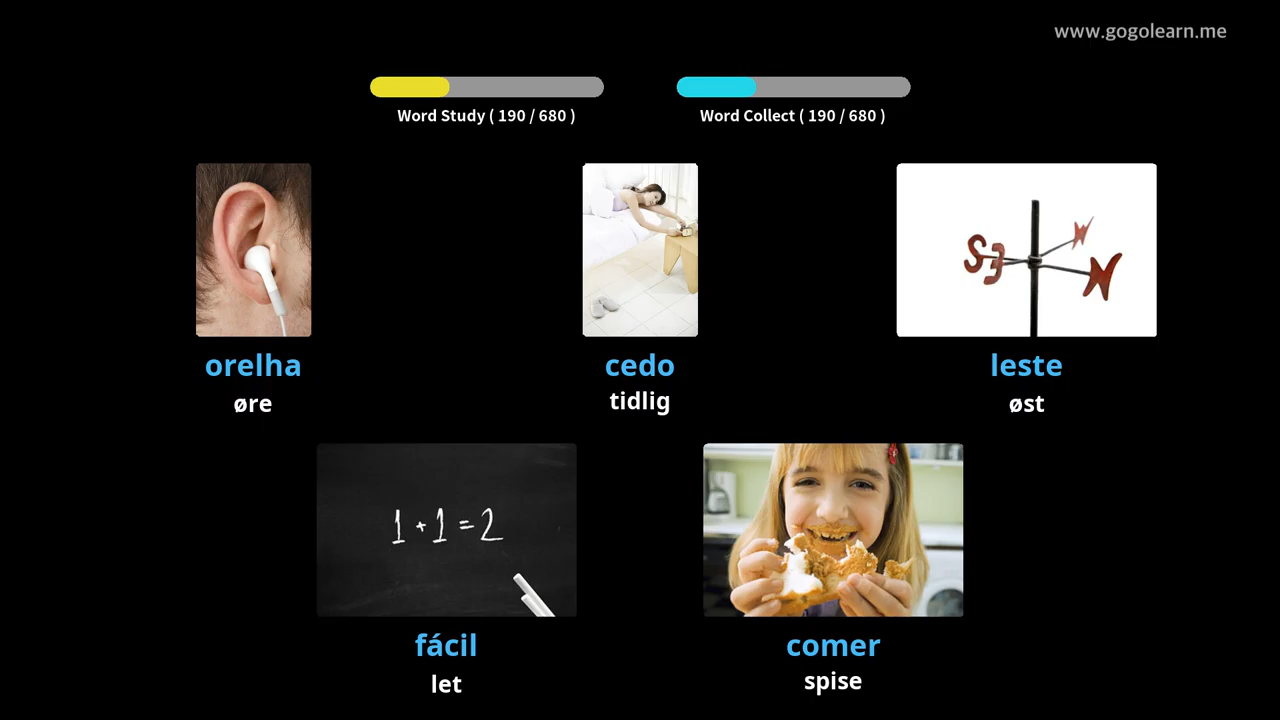 www.gogolearn.me
Word Study ( 190 / 680 )
Word Collect ( 190 / 680 )
S E N N
orelha
cedo
leste
øre
tidlig
øst
1 + 1 = 2
fácil
comer
let
spise